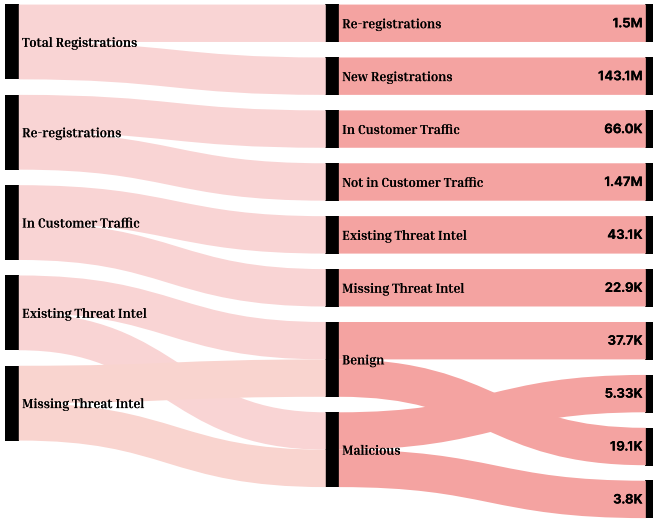 Total Registrations
Re-registrations
In Customer Traffic
Existing Threat Intel
Missing Threat Intel
Re-registrations
New Registrations
In Customer Traffic
Not in Customer Traffic
Existing Threat Intel
Missing Threat Intel
Benign
Malicious
1.5M
143.1M
66.0K
1.47M
43.1K
22.9K
37.7K
5.33K
19.1K
3.8K